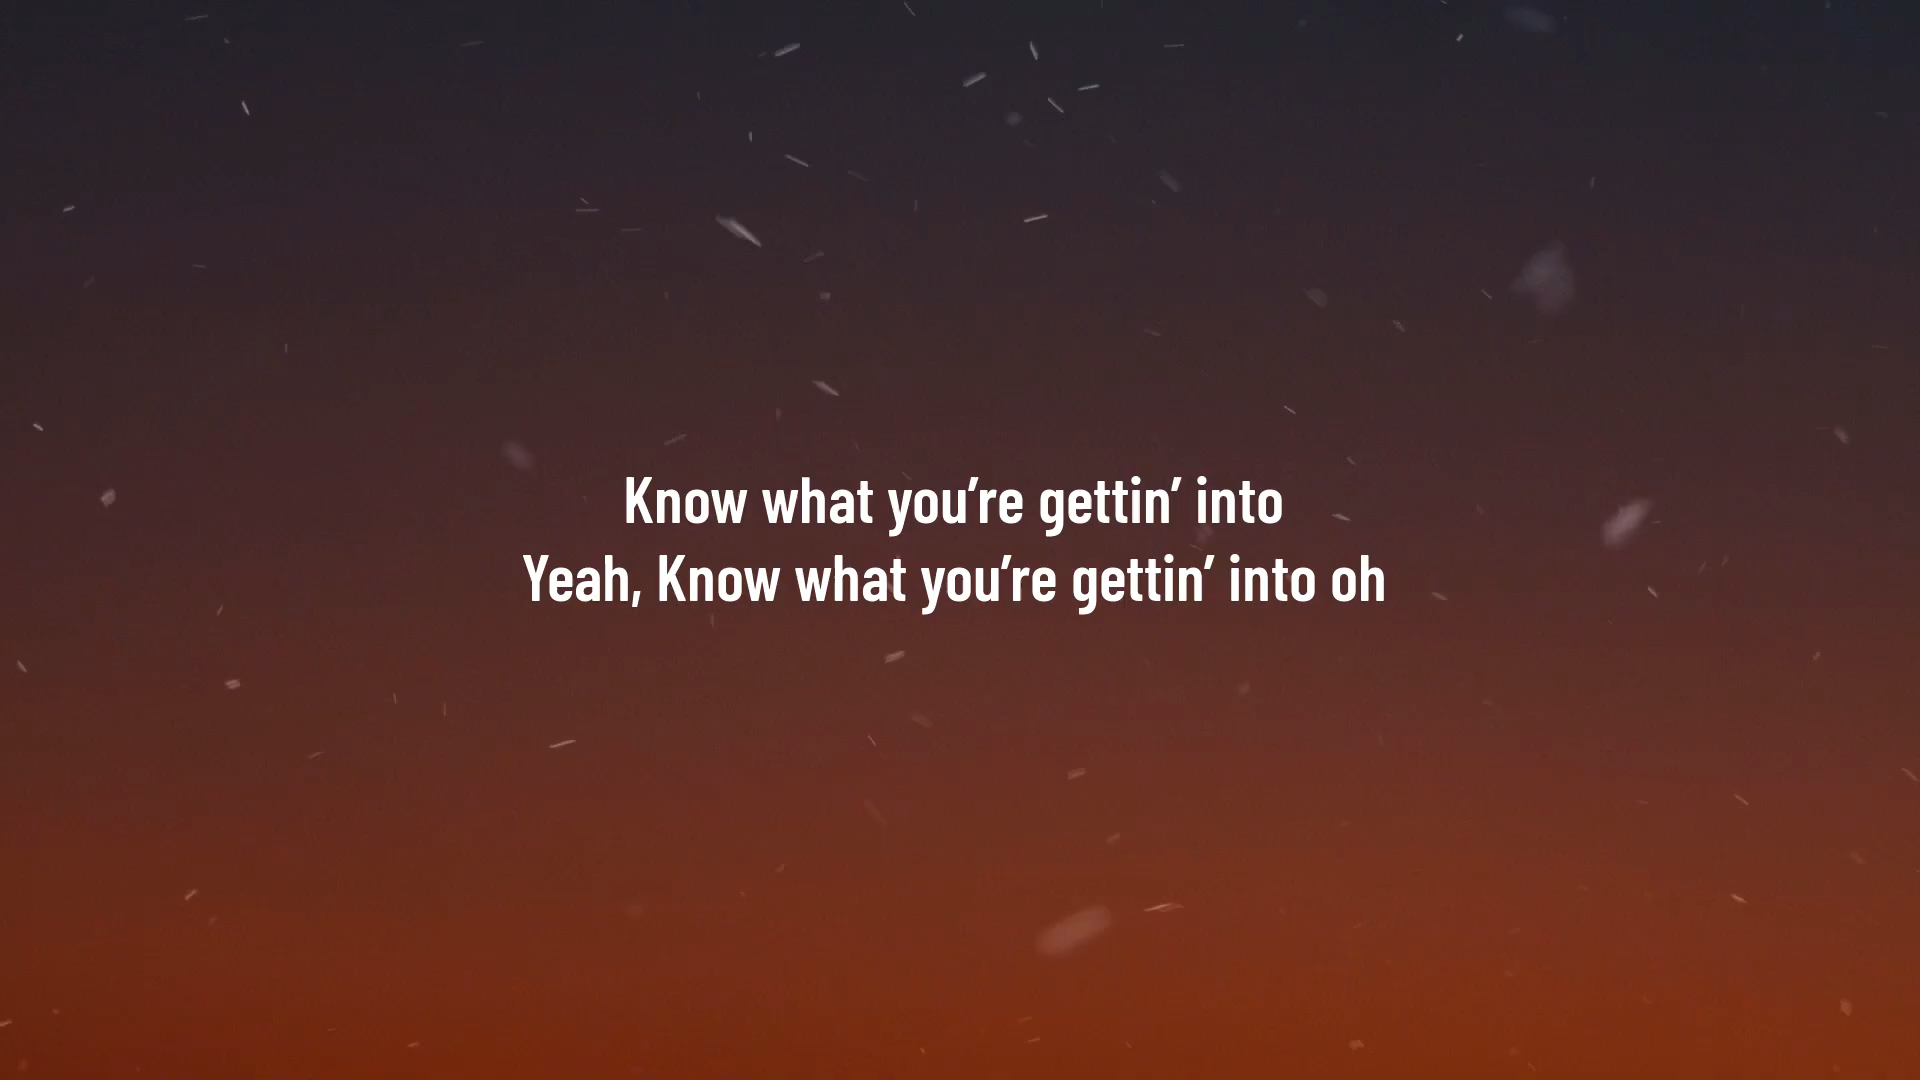 Know what you’re gettin’ into
Yeah, Know what you’re gettin’ into oh